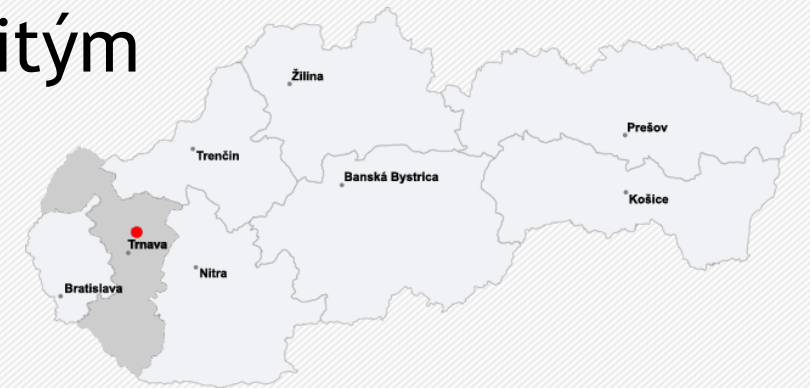 itým
Žilina
Prešov
Trenčín
Banská Bystrica
Košice
Trnava
Nitra
Bratislava